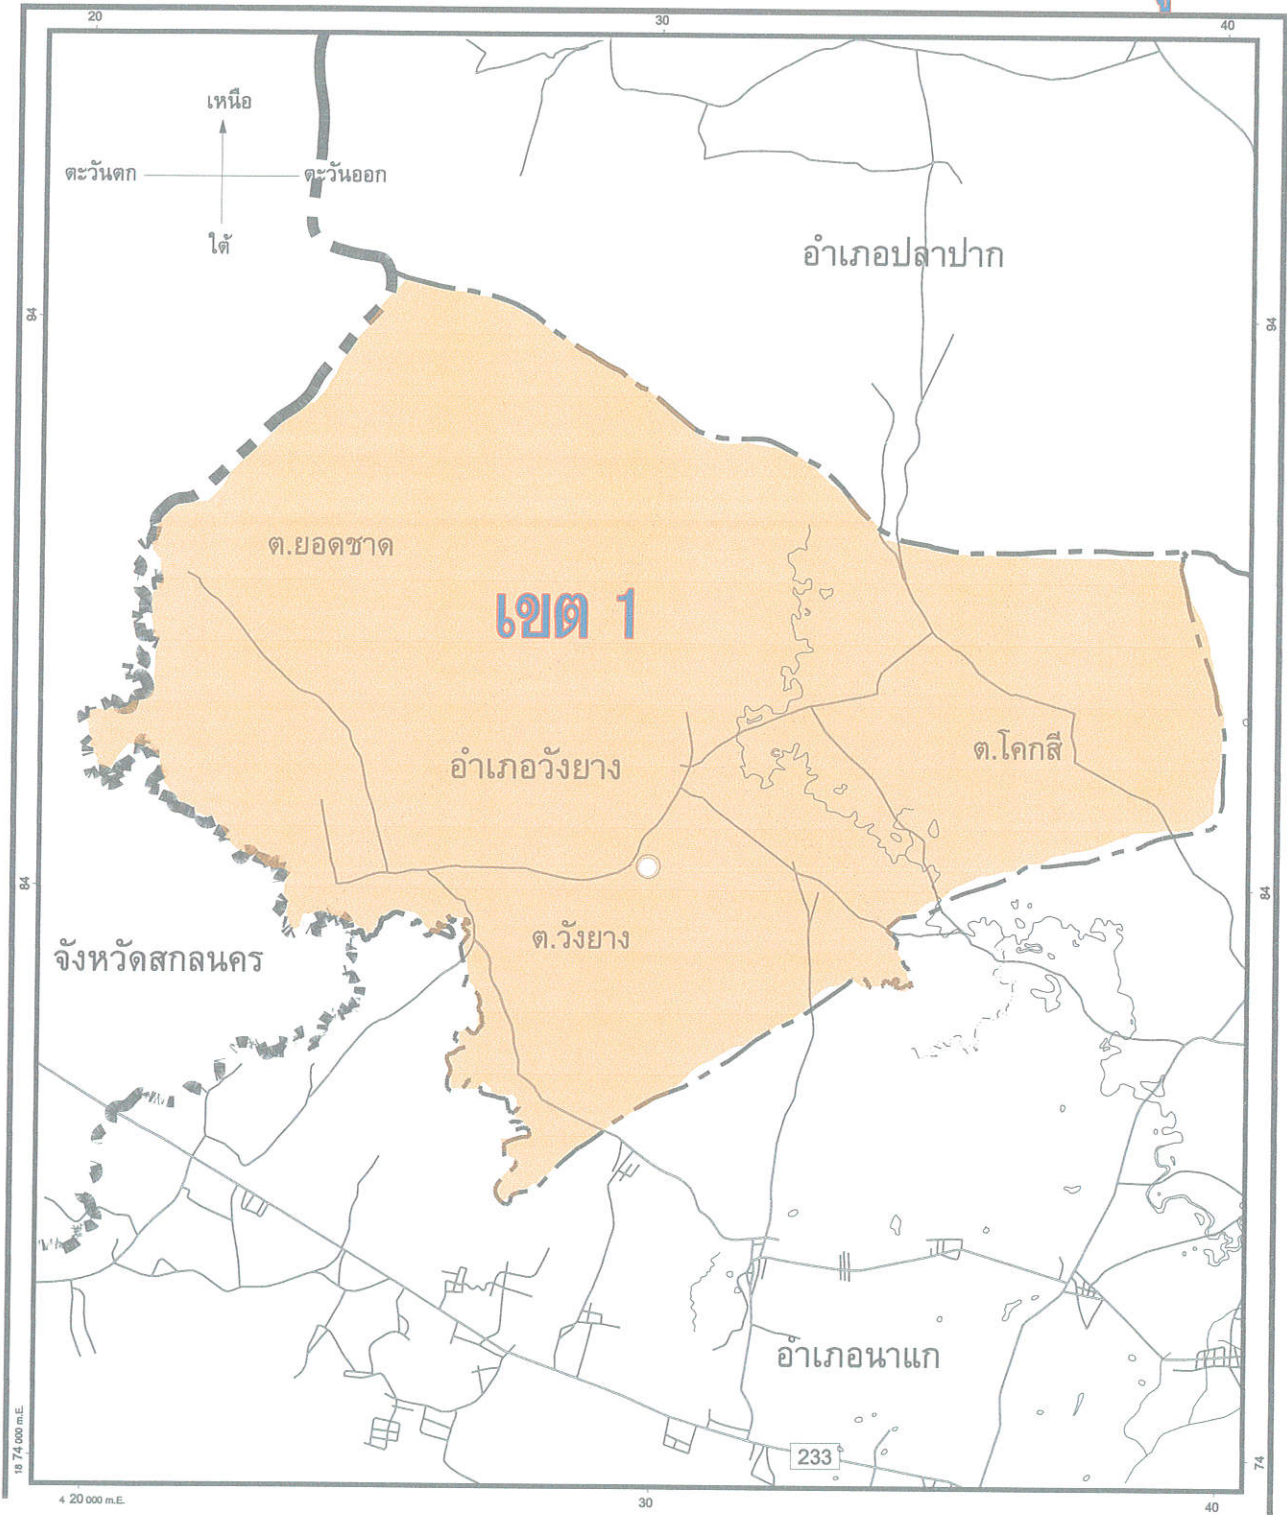 20 30 40
เหนือ
ตะวันตก ตะวันออก
ใต้
อำเภอปลาปาก
94 94
ต.ยอดชาด
เขต 1
อำเภอวังยาง
ต.โคกสี
84 84
ต.วังยาง
จังหวัดสกลนคร
อำเภอนาแก
233
18 74 000 m.E.
74
4 20 000 m.E. 30 40